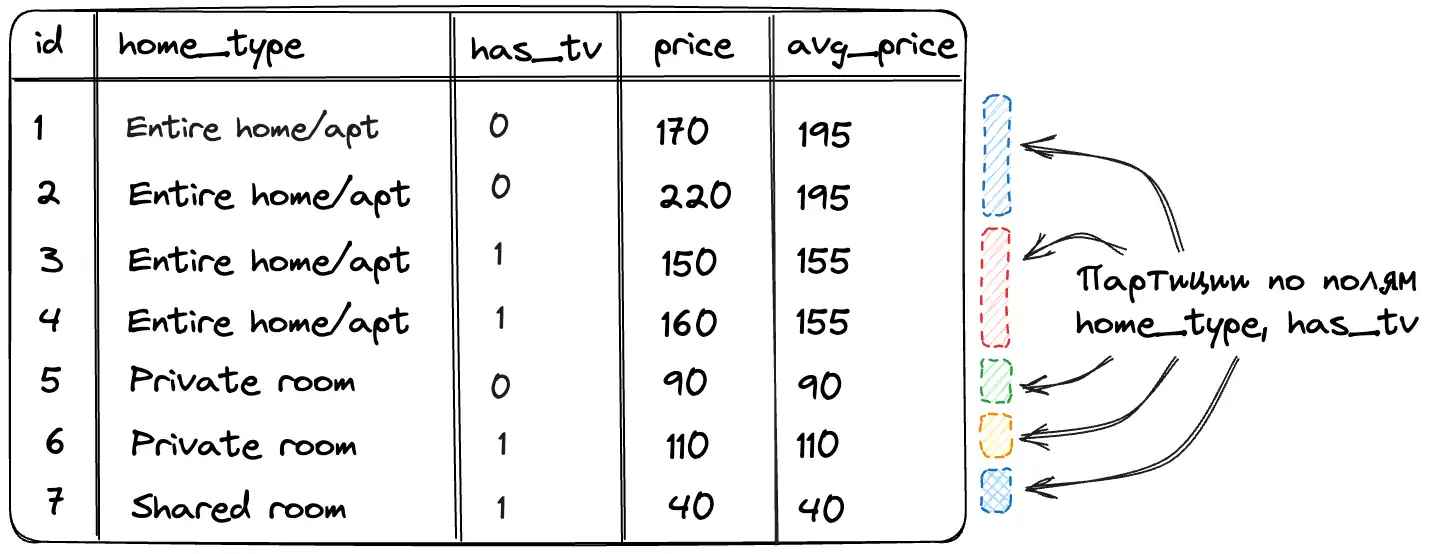 id home_type has_tv price avg_price
1 Entire home/apt 0 170 195
2 Entire home/apt 0 220 195
3 Entire home/apt 1 150 155
4 Entire home/apt 1 160 155
5 Private room 0 90 90
6 Private room 1 110 110
7 Shared room 1 40 40
Партиции по полям
home_type, has_tv